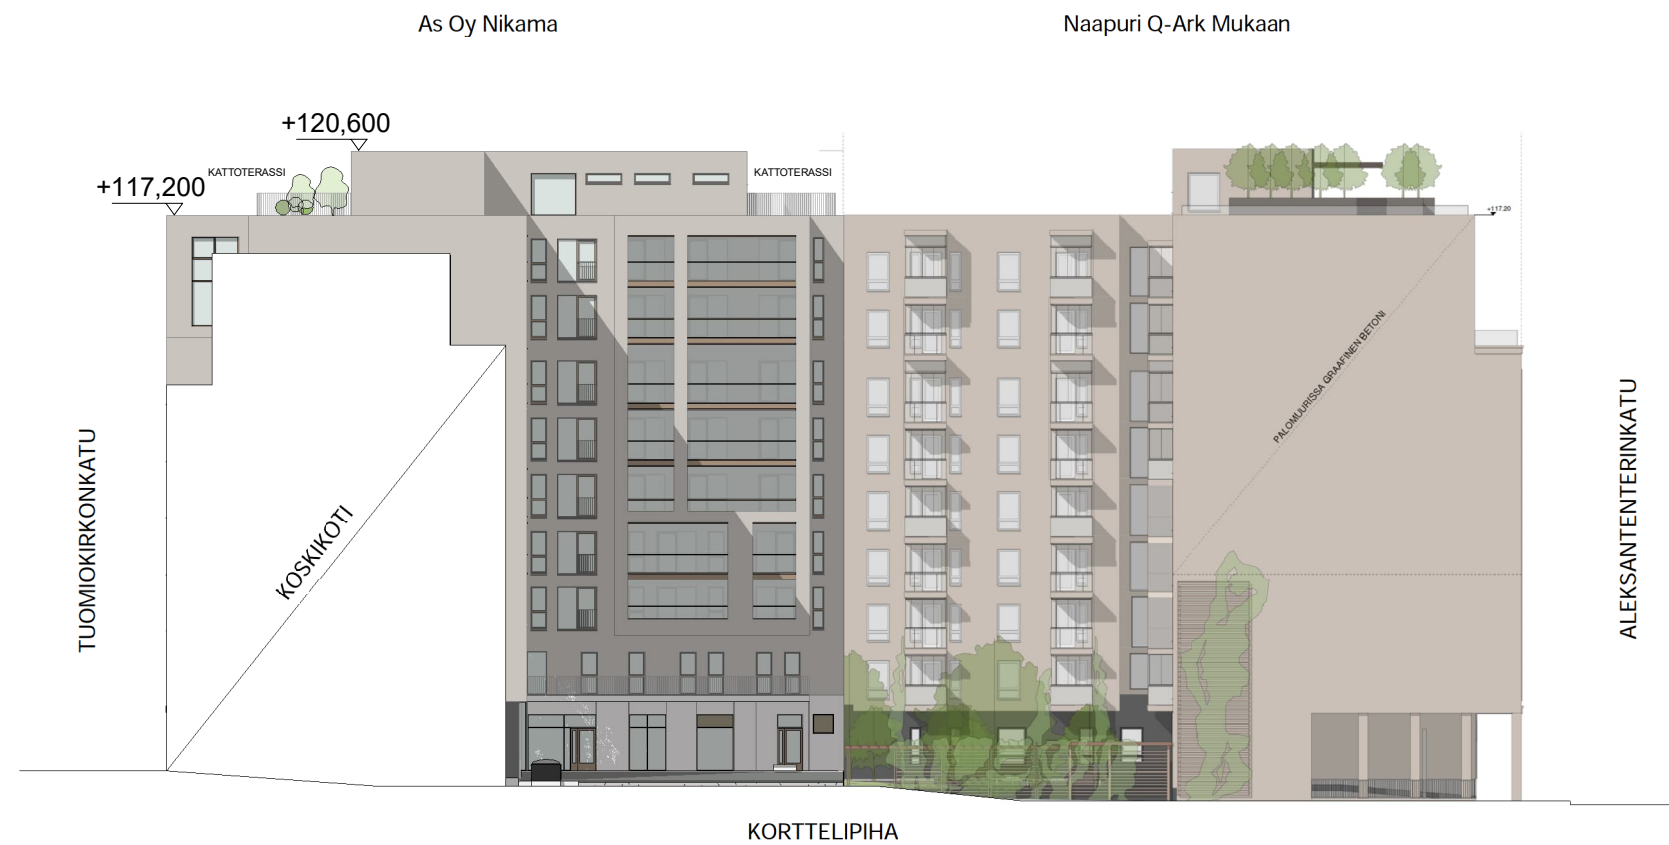 As Oy Nikama
Naapuri Q-Ark Mukaan
+120,600
KATTOTERASSI
KATTOTERASSI
+117,200
+117.20
PALOMUURISSA GRAAFINEN BETONI
TUOMIOKIRKONKATU
KOSKIKOTI
ALEKSANTENTERINKATU
KORTTELIPIHA